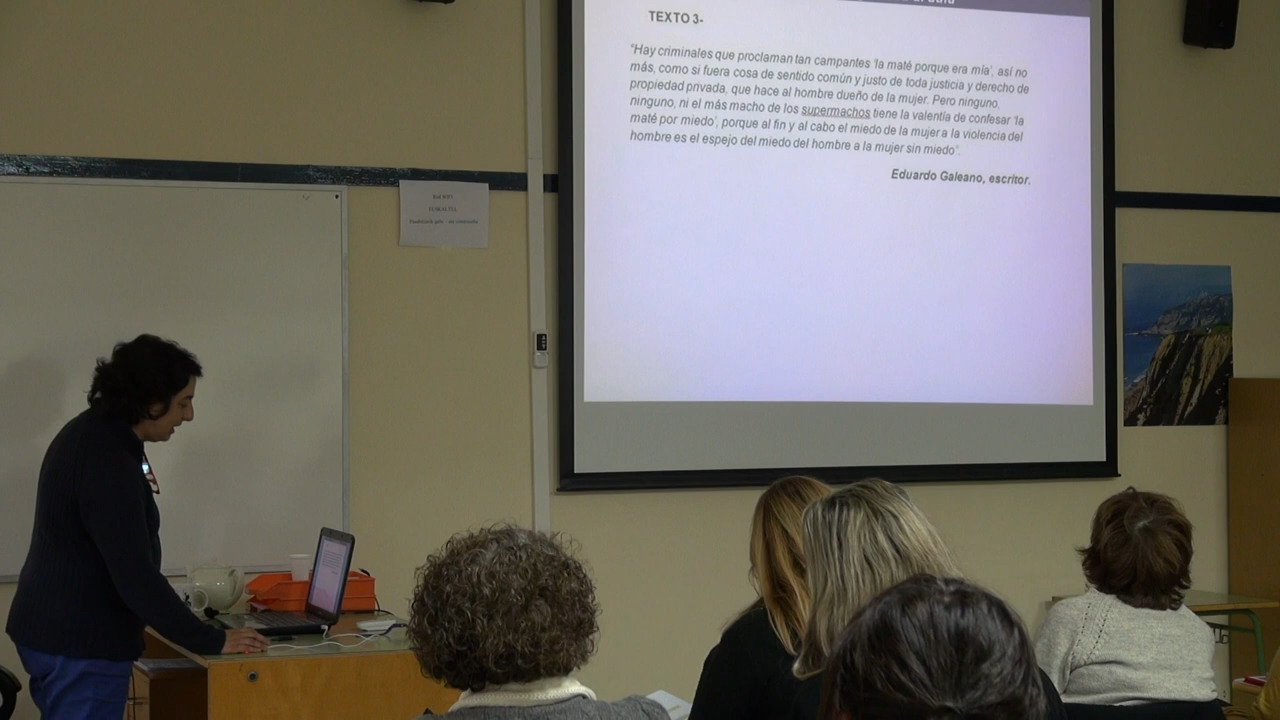 TEXTO 3-
"Hay criminales que proclaman tan campantes 'la maté porque era mía', así no
más, como si fuera cosa de sentido común y justo de toda justicia y derecho de
propiedad privada, que hace al hombre dueño de la mujer. Pero ninguno,
ninguno, ni el más macho de los supermachos tiene la valentía de confesar 'la
maté por miedo', porque al fin y al cabo el miedo de la mujer a la violencia del
hombre es el espejo del miedo del hombre a la mujer sin miedo".
Eduardo Galeano, escritor.